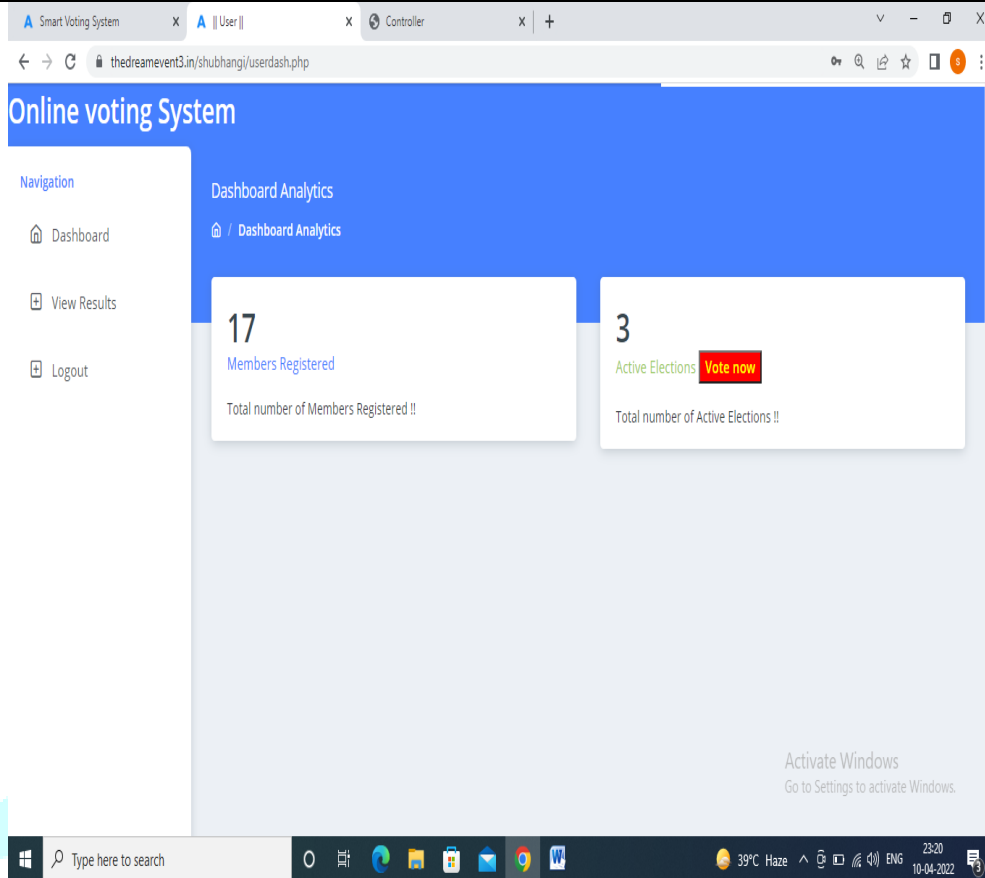 Smart Voting System
|| User ||
Controller
thedreamevent3.in/shubhangi/userdash.php
S
Online voting System
Navigation
Dashboard
View Results
Logout
Dashboard Analytics
/ Dashboard Analytics
17
Members Registered
Total number of Members Registered !!
3
Active Elections Vote now
Total number of Active Elections !!
Activate Windows
Go to Settings to activate Windows.
Type here to search
39°C Haze
ENG
23:20
10-04-2022
3